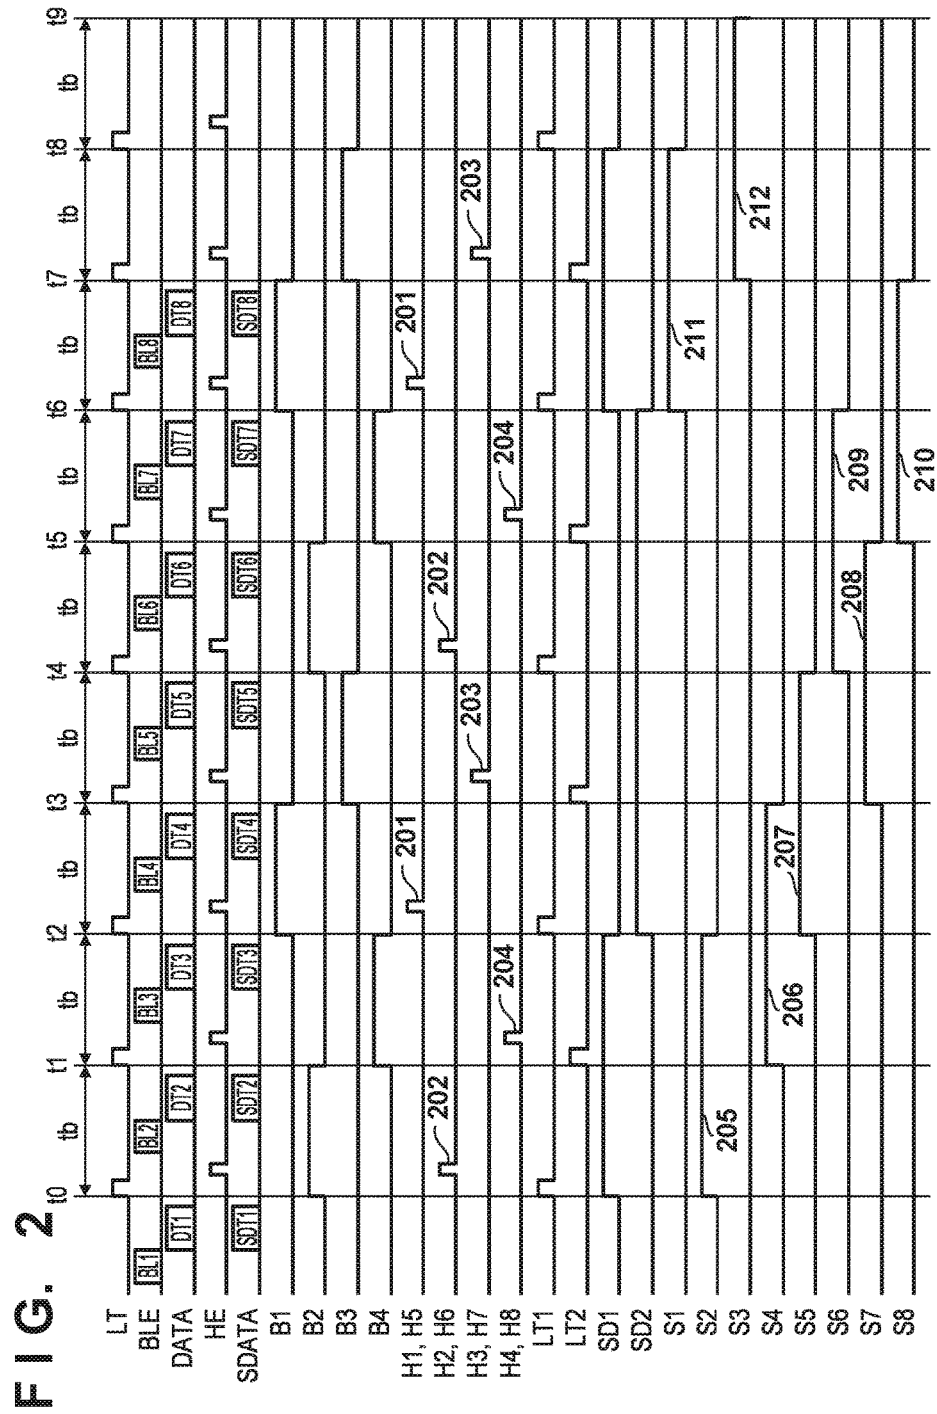 FIG. 2
t0 tb t1 tb t2 tb t3 tb t4 tb t5 tb t6 tb t7 tb t8 tb t9
LT
BLE BL1 BL2 BL3 BL4 BL5 BL6 BL7 BL8
DATA DT1 DT2 DT3 DT4 DT5 DT6 DT7 DT8
HE
SDATA SDT1 SDT2 SDT3 SDT4 SDT5 SDT6 SDT7 SDT8
B1
B2
B3
B4
H1, H5 201 201
H2, H6 202 202
H3, H7 203 203
H4, H8 204 204
LT1
LT2
SD1
SD2
S1 211
S2 205
S3 212
S4 206
S5 207
S6 209
S7 208
S8 210